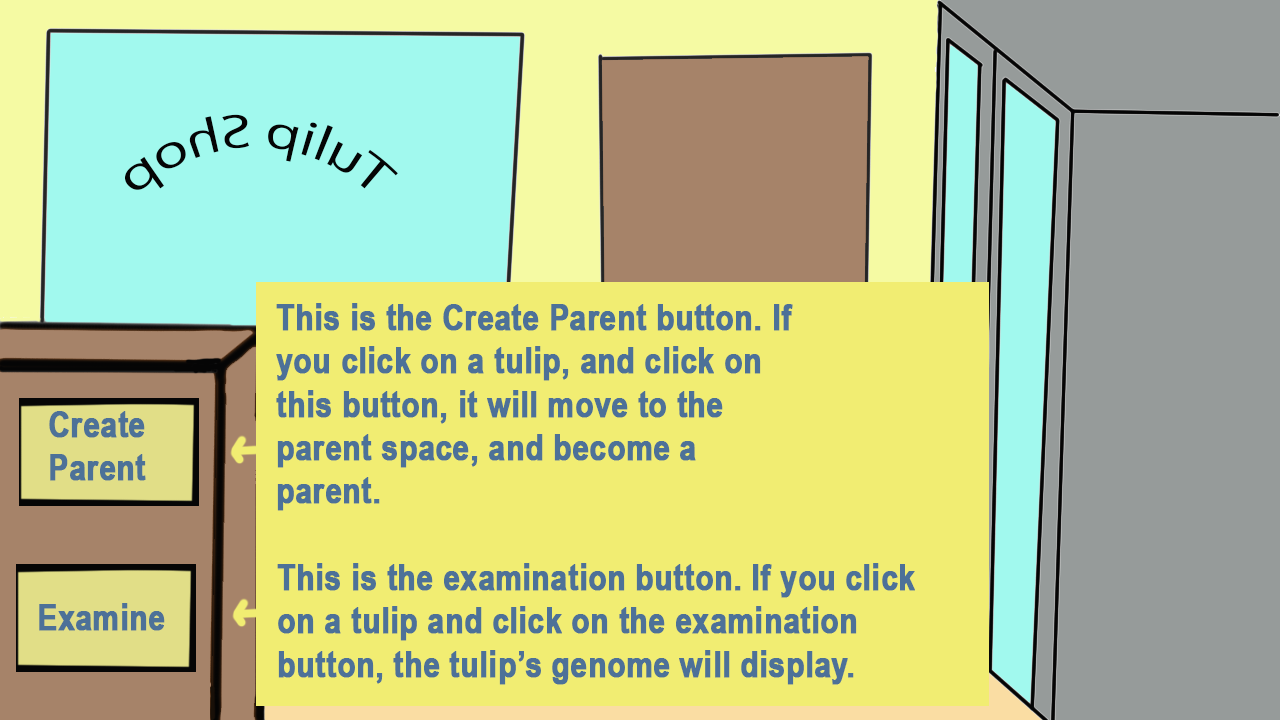 Tulip Shop
This is the Create Parent button. If
you click on a tulip, and click on
this button, it will move to the
parent space, and become a
parent.
Create
Parent
This is the examination button. If you click
on a tulip and click on the examination
button, the tulip's genome will display.
Examine